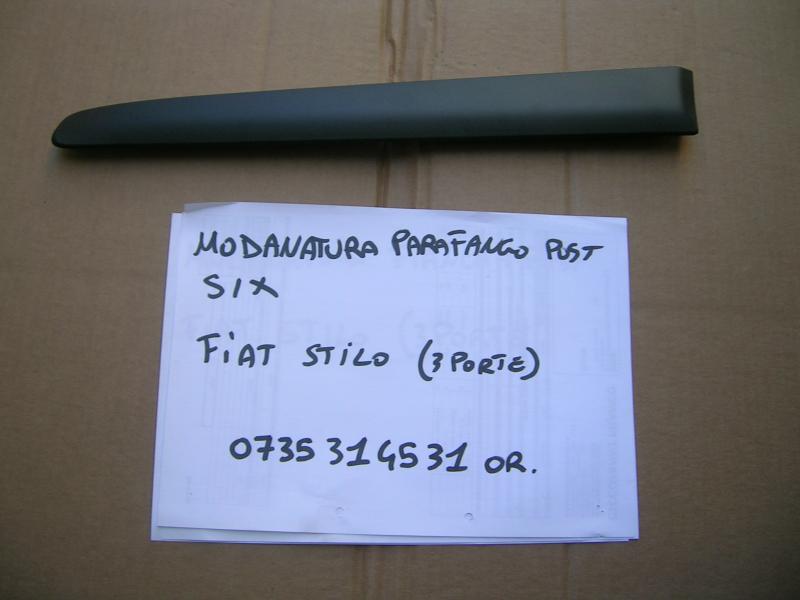 MODANATURA PARAFANGO POST
SIX
FIAT STILO (3 PORTE)
0735314531 OR.